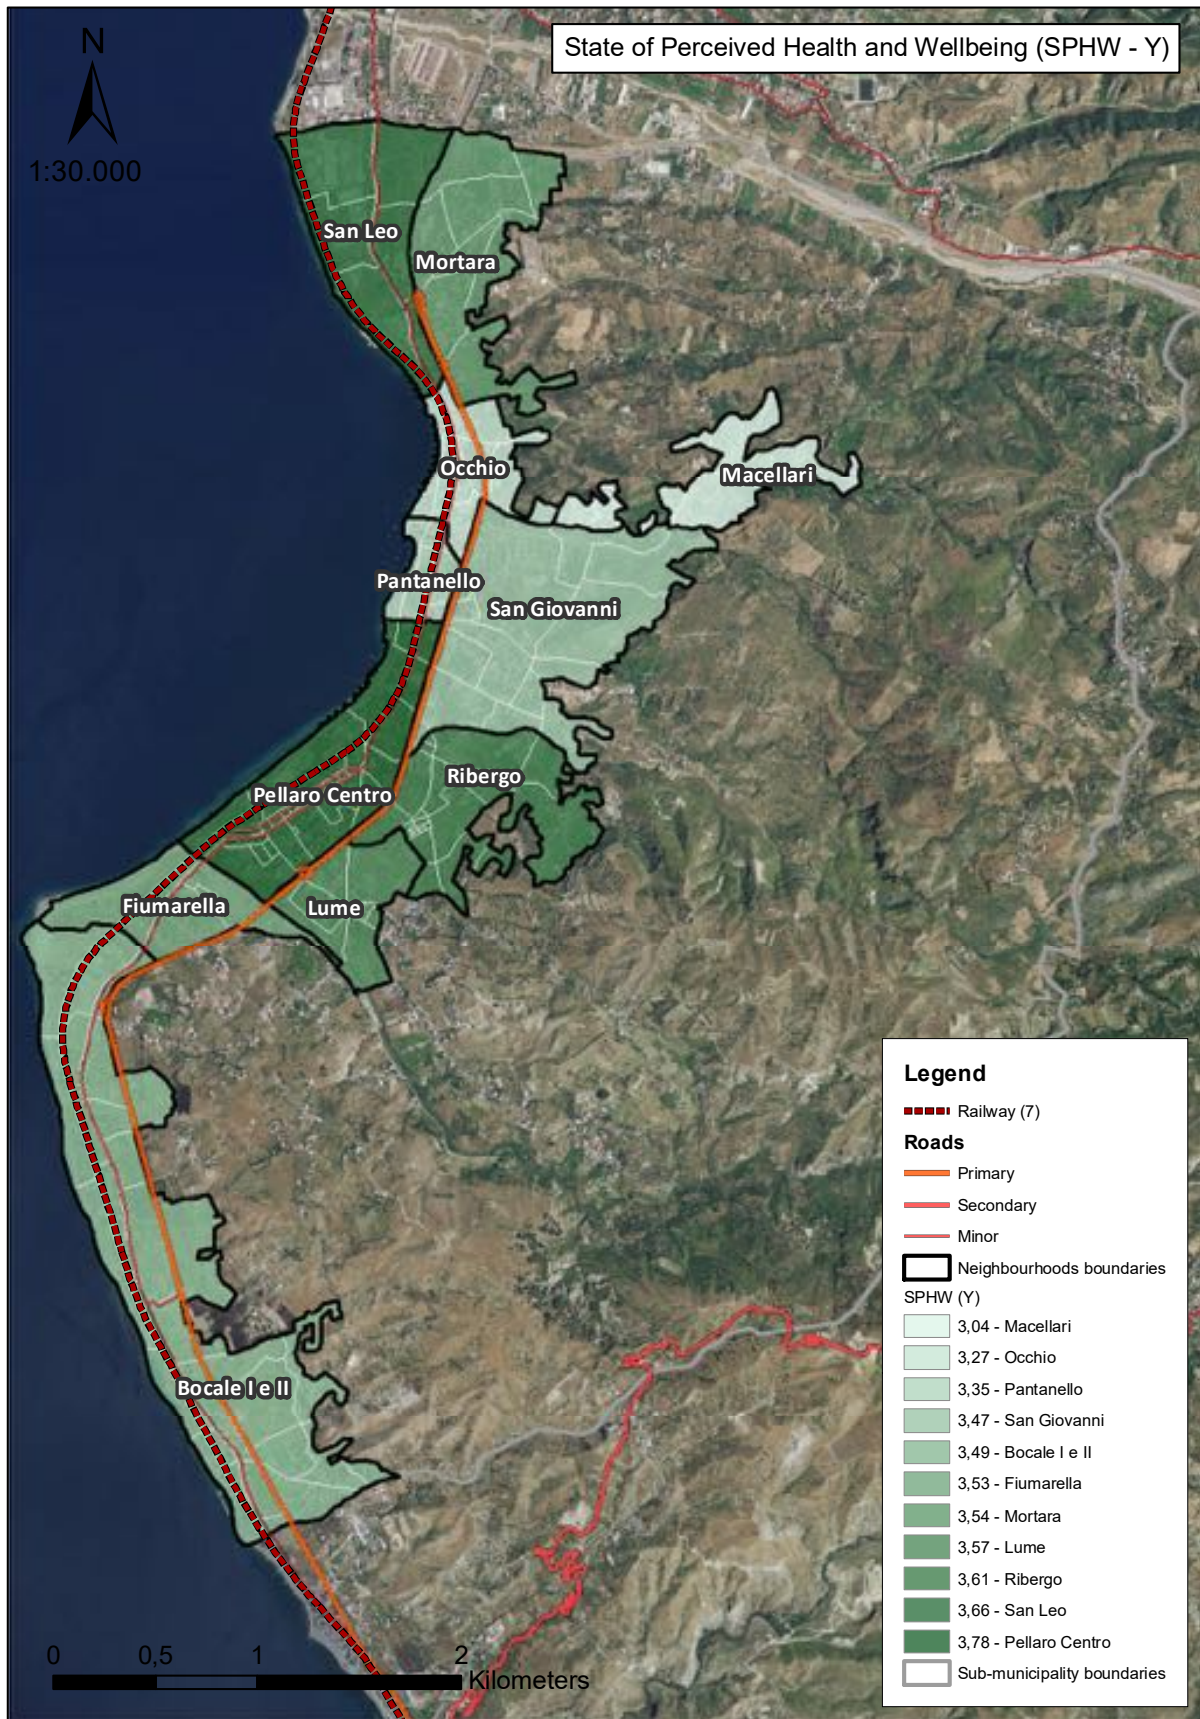 State of Perceived Health and Wellbeing (SPHW - Y)
N
1:30.000
San Leo
Mortara
Occhio
Macellari
Pantanello
San Giovanni
Ribergo
Pellaro Centro
Fiumarella
Lume
Bocale I e II
Legend
Railway (7)
Roads
Primary
Secondary
Minor
Neighbourhoods boundaries
SPHW (Y)
3,04 - Macellari
3,27 - Occhio
3,35 - Pantanello
3,47 - San Giovanni
3,49 - Bocale I e II
3,53 - Fiumarella
3,54 - Mortara
3,57 - Lume
3,61 - Ribergo
3,66 - San Leo
3,78 - Pellaro Centro
Sub-municipality boundaries
0 0,5 1 2
Kilometers